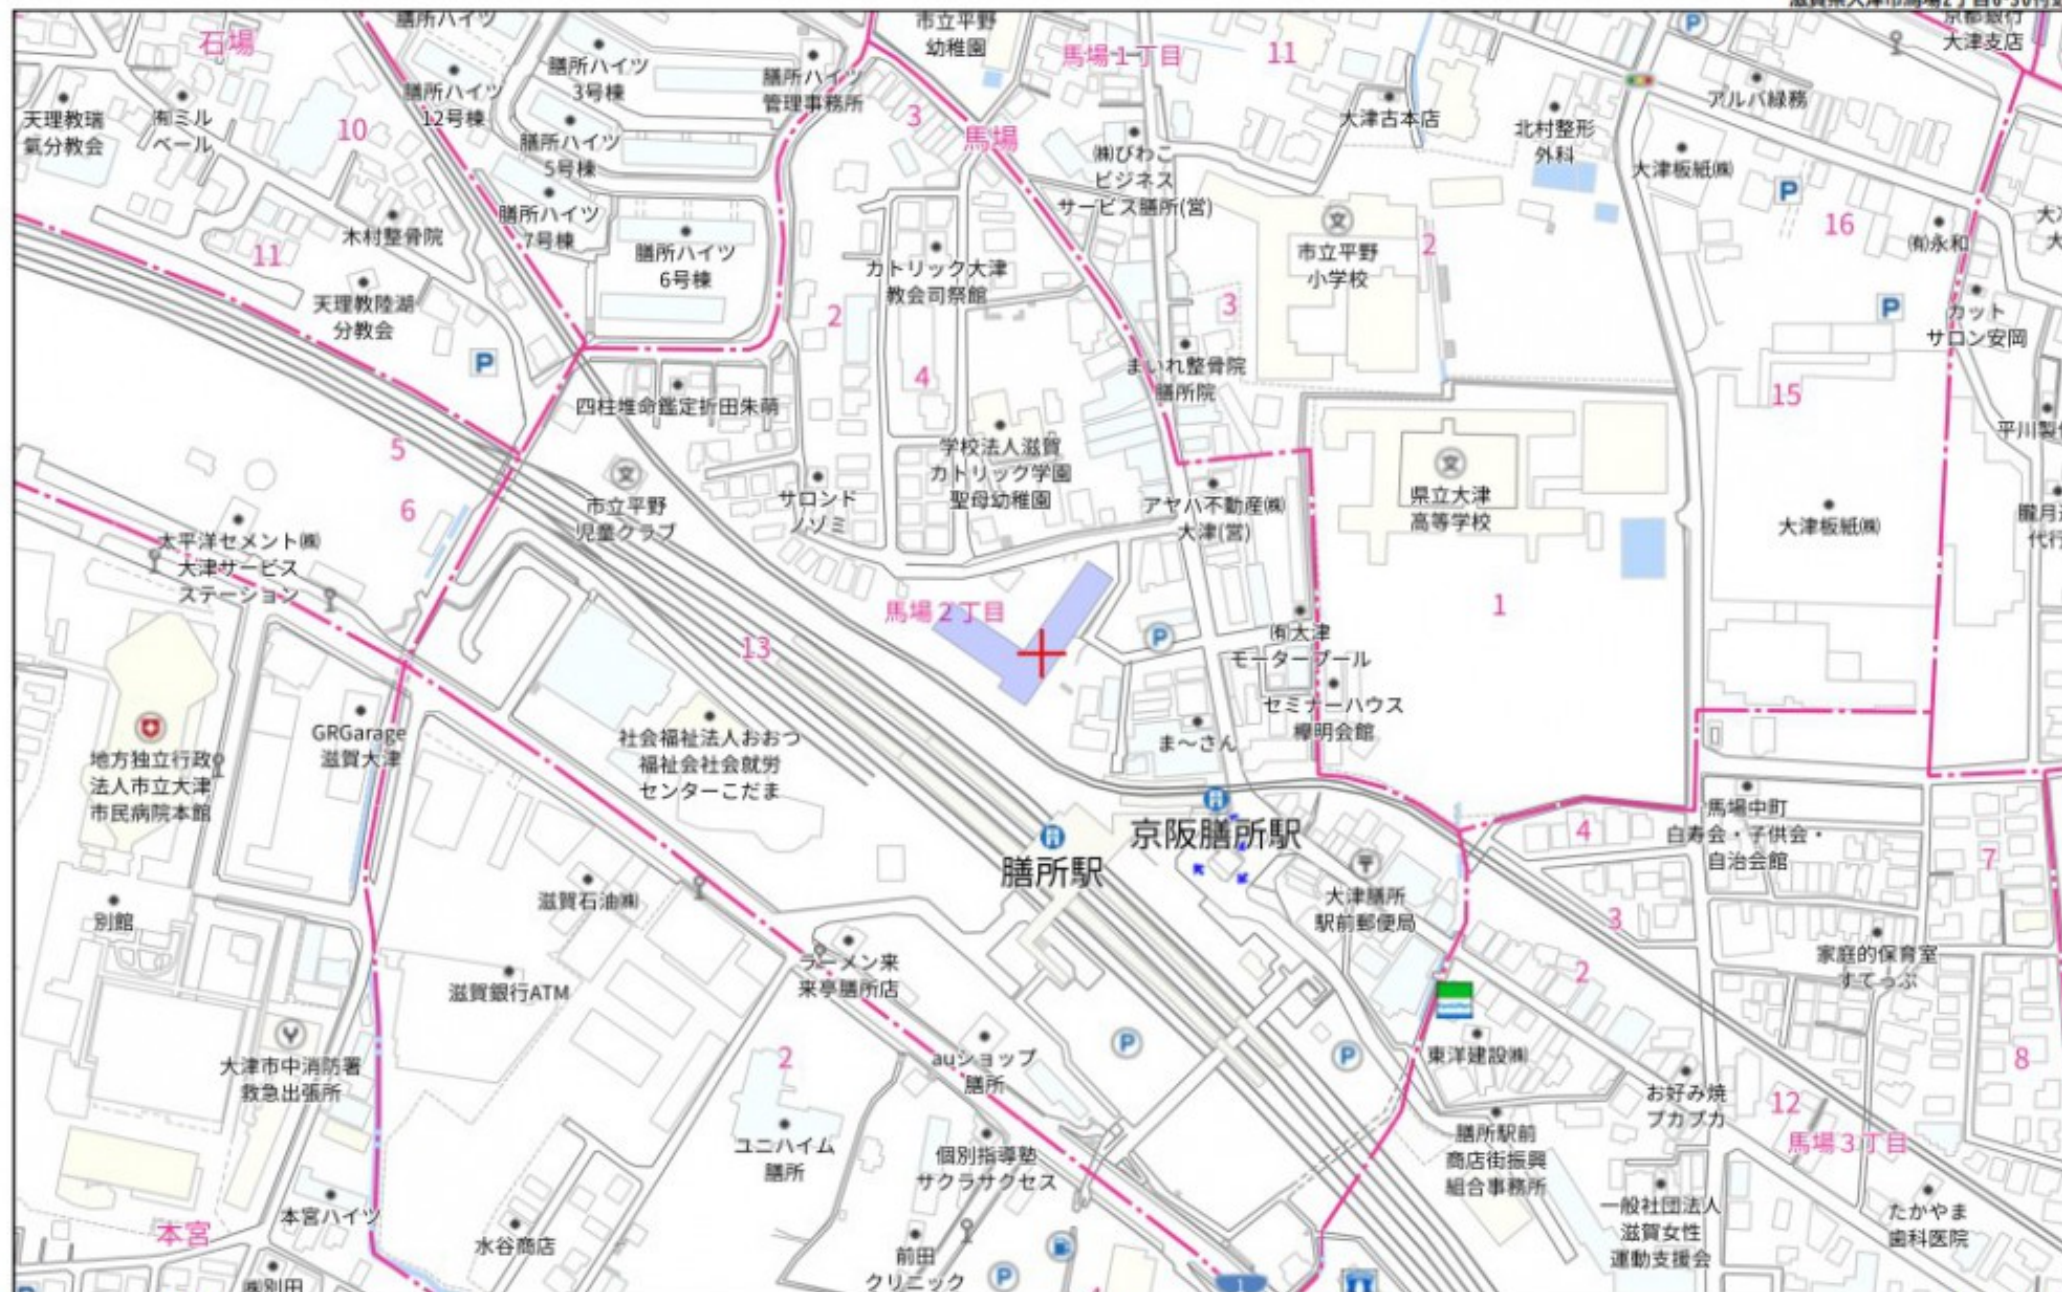 膳所ハイツ
市立平野
幼稚園
石場
馬場1丁目
11
京都銀行
大津支店
膳所ハイツ
3号棟
膳所ハイツ
管理事務所
膳所ハイツ
12号棟
天理教瑞
氣分教会
㈲ミル
ベール
10
3
馬場
大津古本店
アルバ緑務
北村整形
外科
膳所ハイツ
5号棟
㈱びわこ
ビジネス
サービス膳所(営)
大津板紙㈱
P
P
16
膳所ハイツ
7号棟
木村整骨院
11
膳所ハイツ
6号棟
カトリック大津
教会司祭館
文
市立平野
小学校
2
㈲永和
天理教陸湖
分教会
2
3
P
カット
サロン安岡
P
4
まいれ整骨院
膳所院
15
四柱堆命鑑定折田朱萌
5
学校法人滋賀
カトリック学園
聖母幼稚園
文
県立大津
高等学校
6
文
市立平野
児童クラブ
サロンド
ノゾミ
アヤハ不動産㈱
大津(営)
大津板紙㈱
太平洋セメント㈱
大津サービス
ステーション
馬場2丁目
1
13
P
㈲大津
モータープール
セミナーハウス
欅明会館
GRGarage
滋賀大津
社会福祉法人おおつ
福祉会社会就労
センターこだま
ま～さん
地方独立行政
法人市立大津
市民病院本館
京阪膳所駅
膳所駅
馬場中町
白寿会・子供会・
自治会館
4
7
滋賀石油㈱
別館
大津膳所
駅前郵便局
3
ラーメン来
来亭膳所店
家庭的保育室
すてっぷ
2
滋賀銀行ATM
大津市中消防署
救急出張所
2
auショップ
膳所
P
P
東洋建設㈱
8
お好み焼
プカプカ
12
馬場3丁目
ユニハイム
膳所
個別指導塾
サクラサクセス
膳所駅前
商店街振興
組合事務所
本宮ハイツ
本宮
水谷商店
前田
クリニック
P
1
一般社団法人
滋賀女性
運動支援会
たかやま
歯科医院